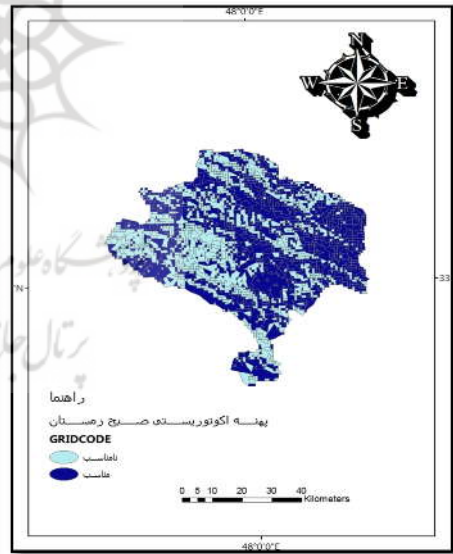 48°0'0"E
N
W E
S
33
"N
راهنما
پهنه اکوتوریستی صبح زمستان
GRIDCODE
نامناسب
مناسب
0 5 10 20 30 40
Kilometers
48°0'0"E